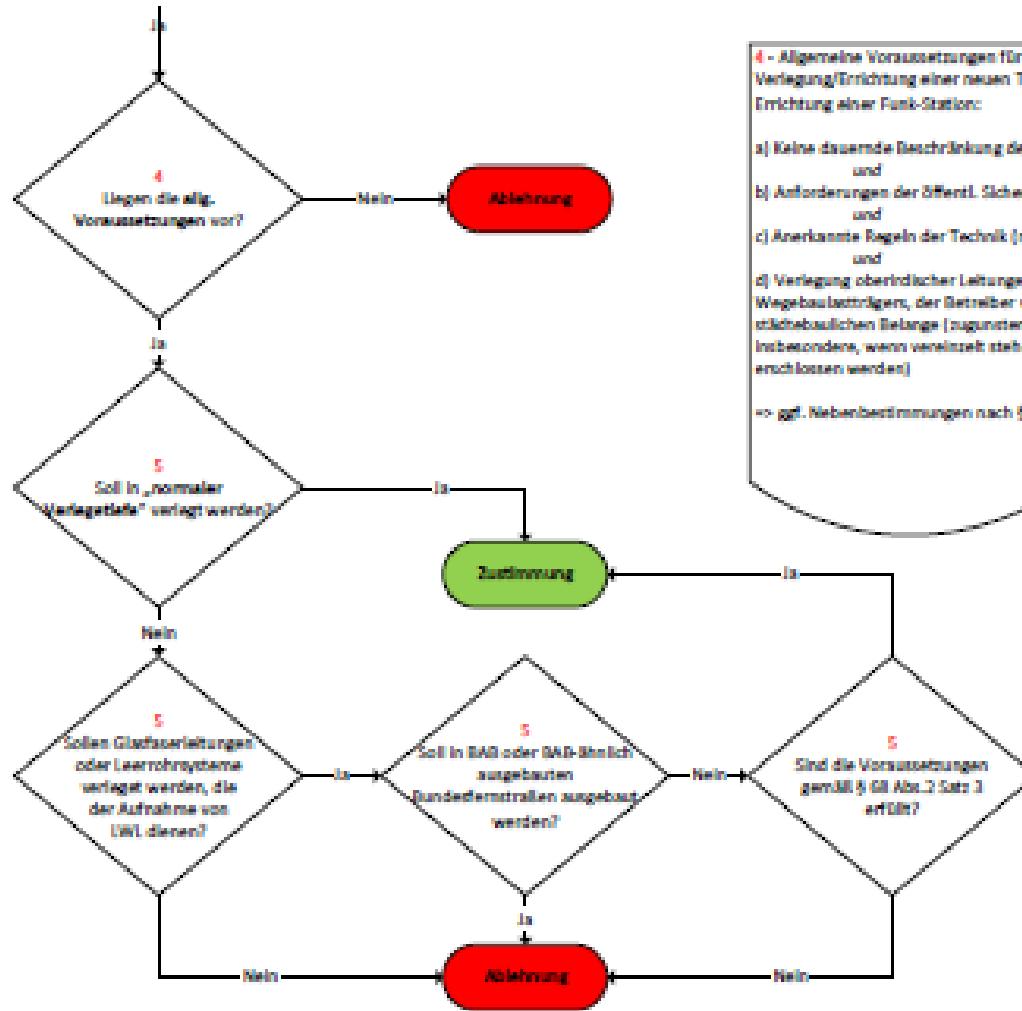 Ja
4
Liegen die allg.
Voraussetzungen vor?
Nein
Ablehnung
4 - Allgemeine Voraussetzungen für
Verlegung/Errichtung einer neuen T
Errichtung einer Funk-Station:
a) Keine dauernde Beschränkung de
und
b) Anforderungen der öffentl. Siche
und
c) Anerkannte Regeln der Technik (
und
d) Verlegung oberirdischer Leitunge
Wegebaulastträgers, der Betreiber
städtebaulichen Belange (zugunsten
insbesondere, wenn vereinzelt steh
erschlossen werden)
=> ggf. Nebenbestimmungen nach §
Ja
5
Soll in „normaler
Verlegetiefe" verlegt werden?
Ja
Zustimmung
Ja
Nein
5
Sollen Glasfaserleitungen
oder Leerrohrsysteme
verlegt werden, die
der Aufnahme von
LWL dienen?
Ja
5
Soll in BAB oder BAB-ähnlich
ausgebauten
Bundesfernstraßen ausgebaut
werden?
Nein
5
Sind die Voraussetzungen
gemäß § 68 Abs.2 Satz 3
erfüllt?
Ja
Nein
Ablehnung
Nein